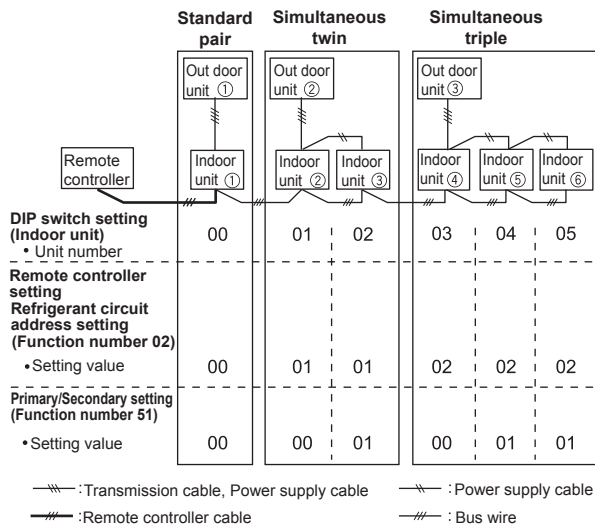 Standard pair
Simultaneous twin
Simultaneous triple
Out door unit ①
Out door unit ②
Out door unit ③
Remote controller
Indoor unit ①
Indoor unit ②
Indoor unit ③
Indoor unit ④
Indoor unit ⑤
Indoor unit ⑥
DIP switch setting
(Indoor unit)
• Unit number
00 01 02 03 04 05
Remote controller
setting
Refrigerant circuit
address setting
(Function number 02)
•Setting value 00 01 01 02 02 02
Primary/Secondary setting
(Function number 51)
•Setting value 00 00 01 00 01 01
:Transmission cable, Power supply cable
: Power supply cable
:Remote controller cable
: Bus wire